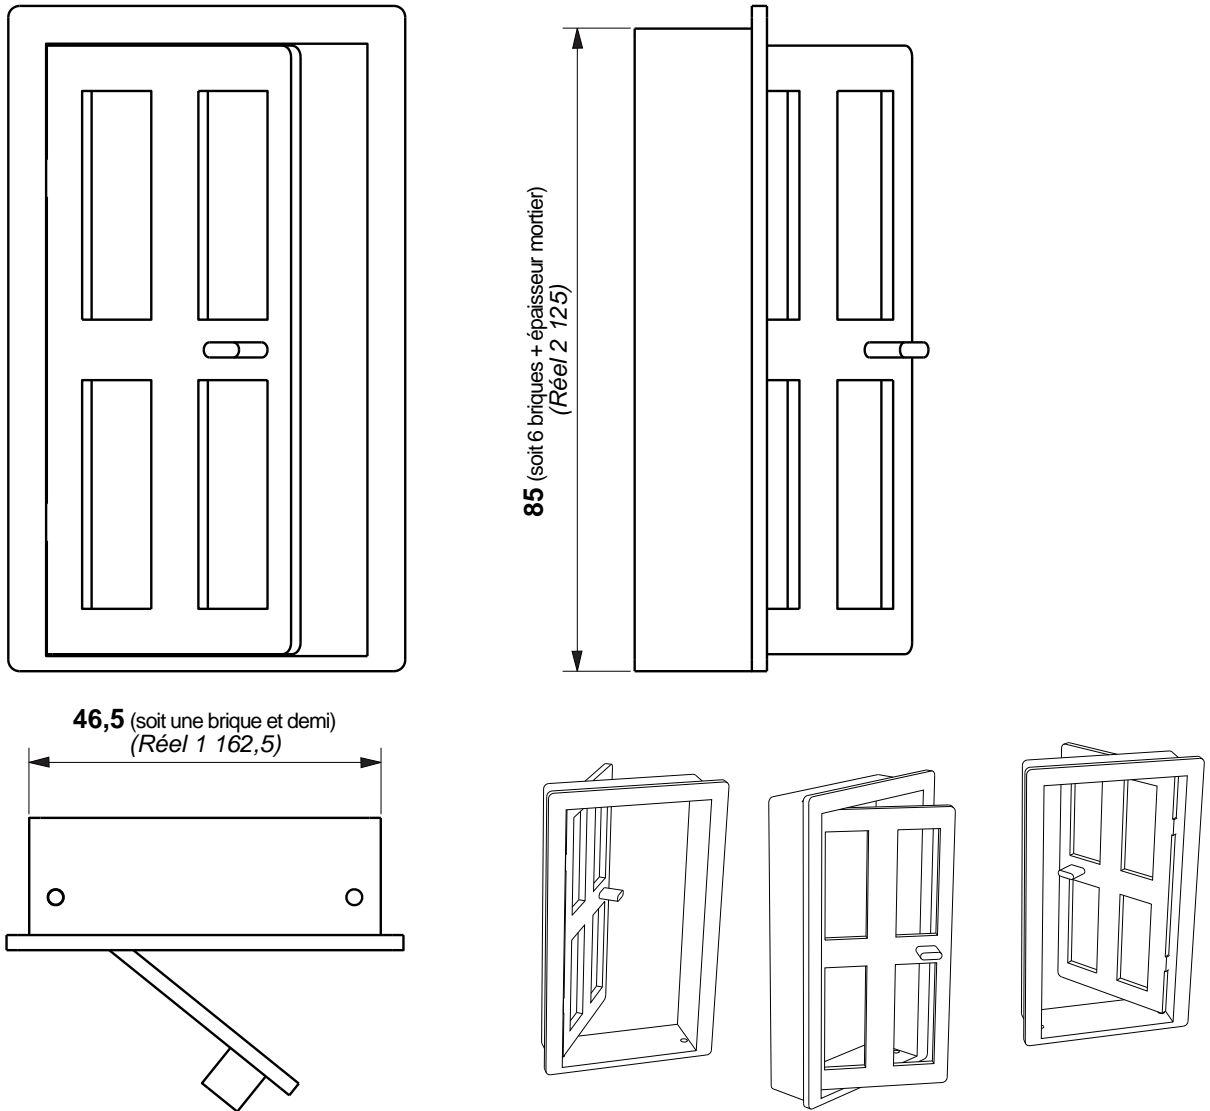 85 (soit 6 briques + épaisseur mortier)
(Réel 2 125)
46,5 (soit une brique et demi)
(Réel 1 162,5)